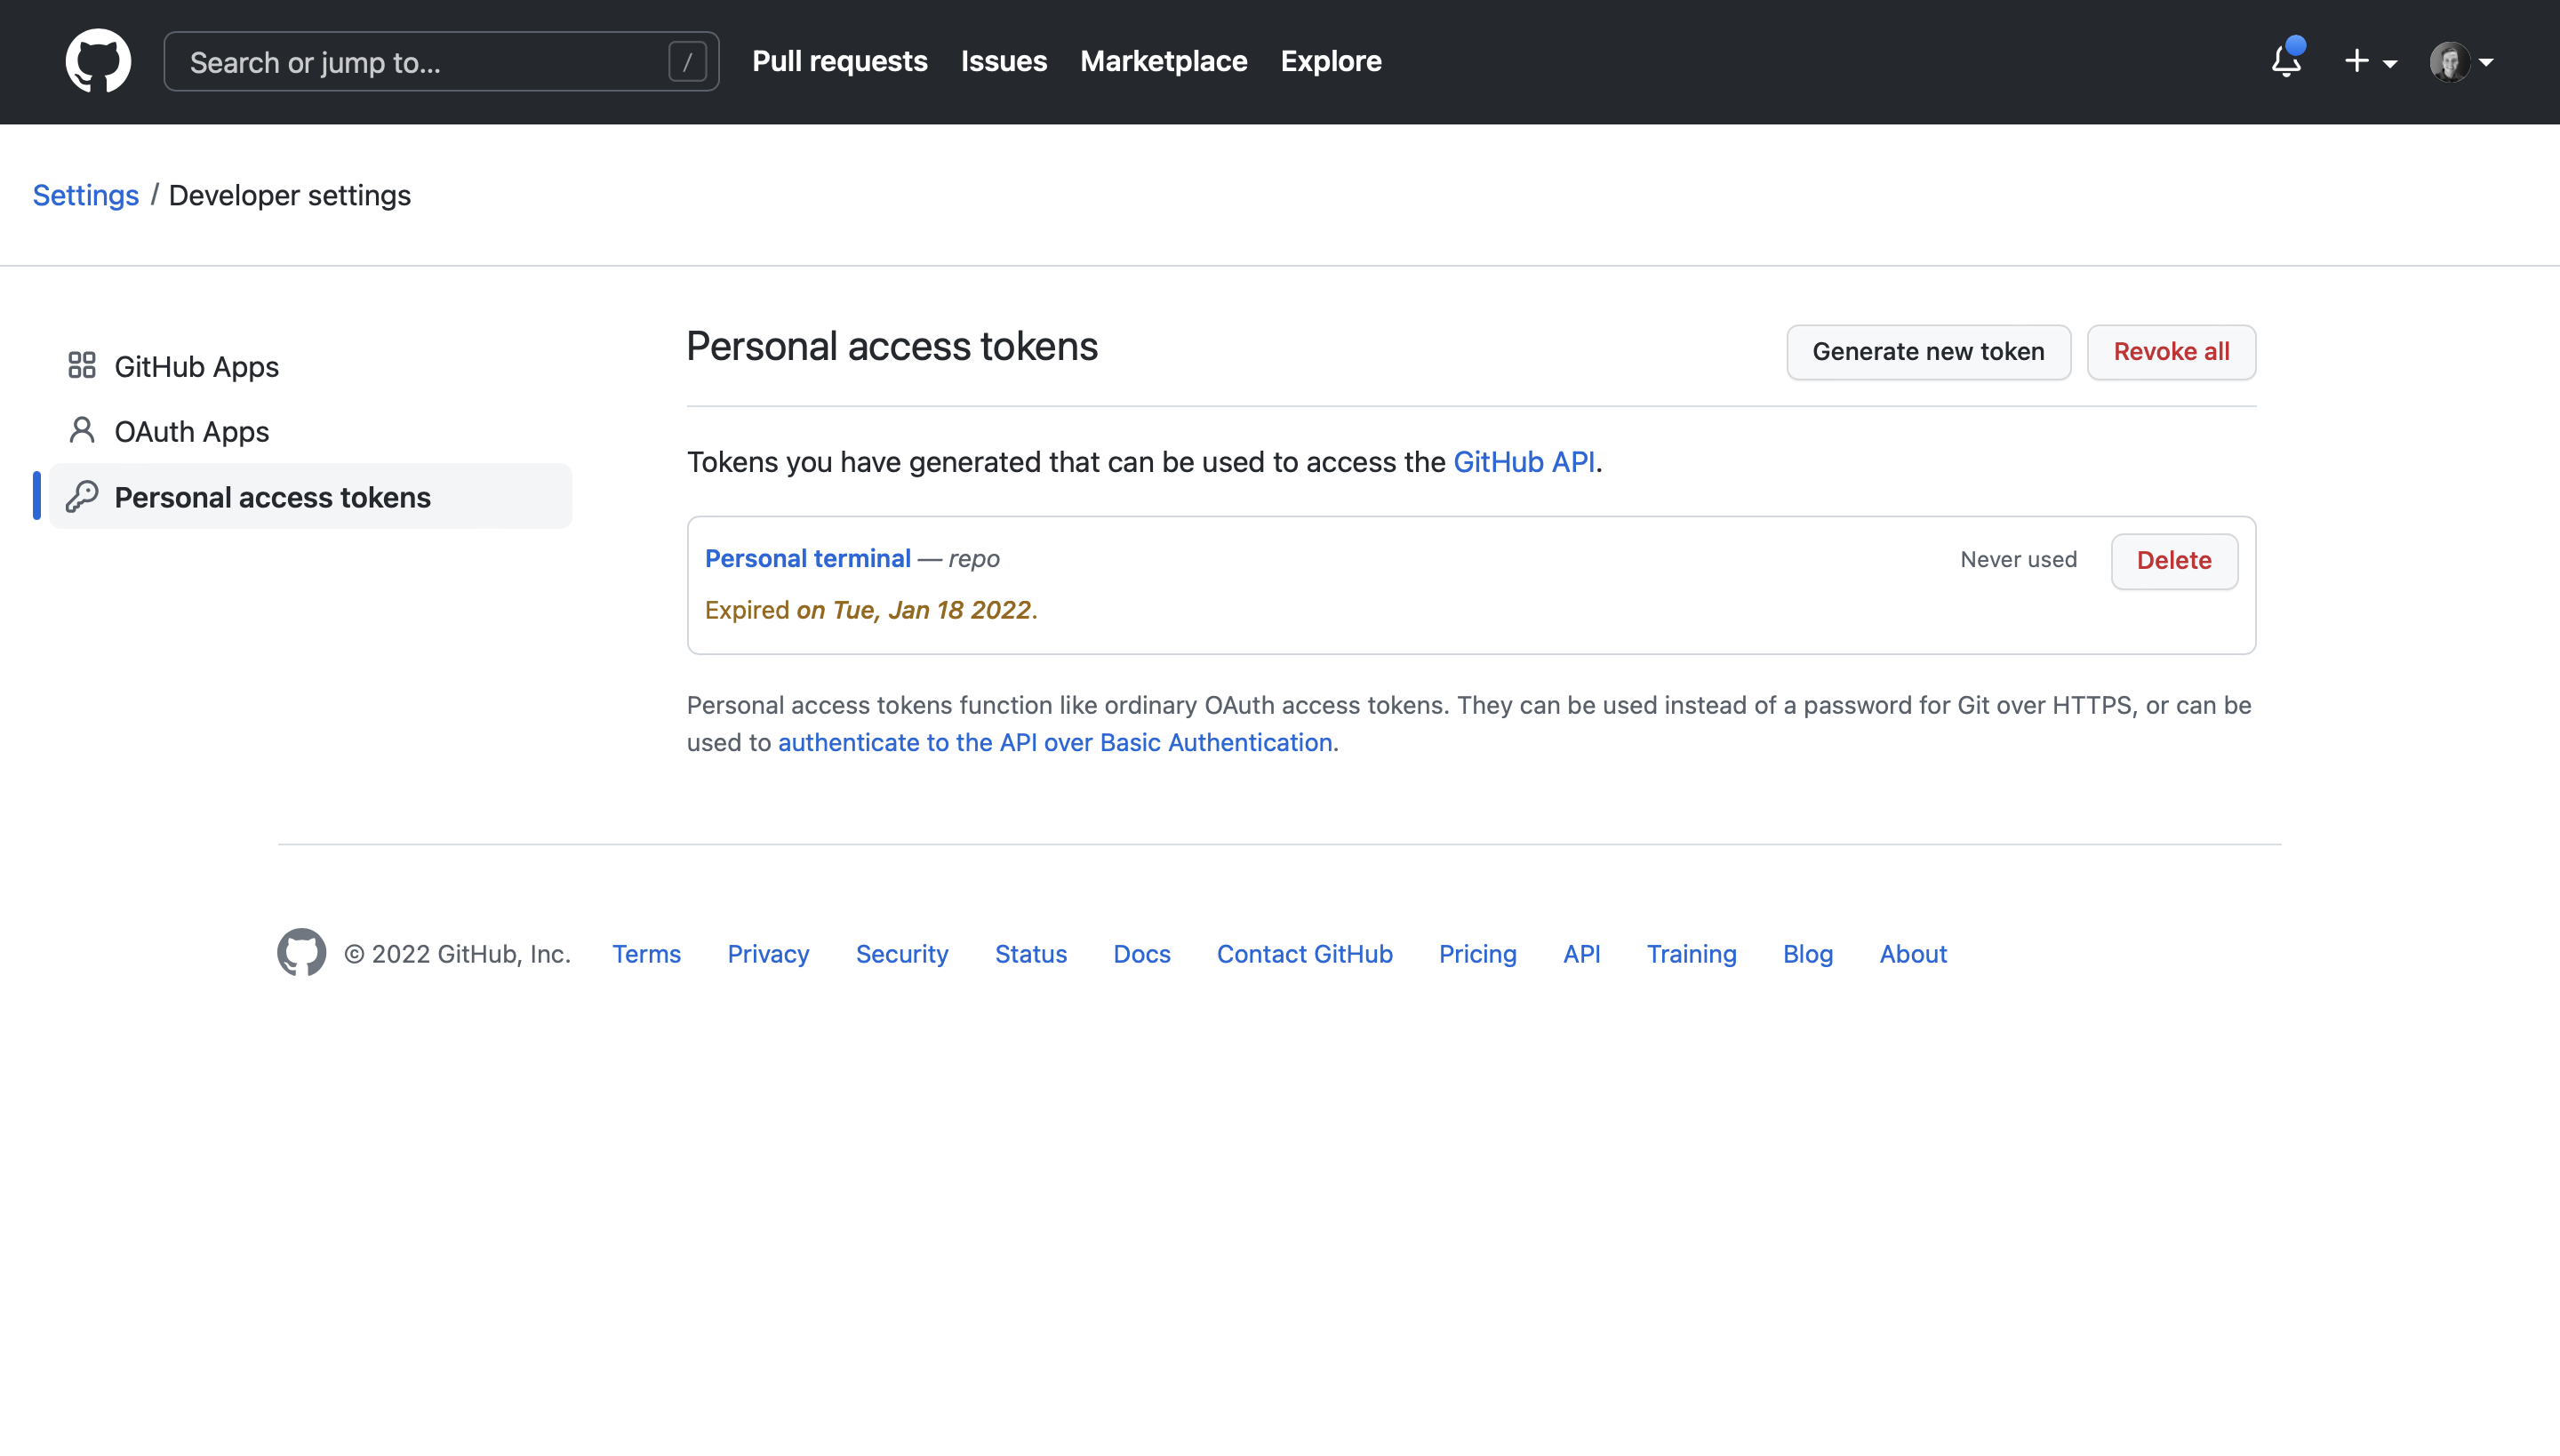 Search or jump to... /
Pull requests Issues Marketplace Explore
Settings / Developer settings
GitHub Apps
OAuth Apps
Personal access tokens
Personal access tokens
Generate new token Revoke all
Tokens you have generated that can be used to access the GitHub API.
Personal terminal — repo
Never used Delete
Expired on Tue, Jan 18 2022.
Personal access tokens function like ordinary OAuth access tokens. They can be used instead of a password for Git over HTTPS, or can be
used to authenticate to the API over Basic Authentication.
© 2022 GitHub, Inc. Terms Privacy Security Status Docs Contact GitHub Pricing API Training Blog About